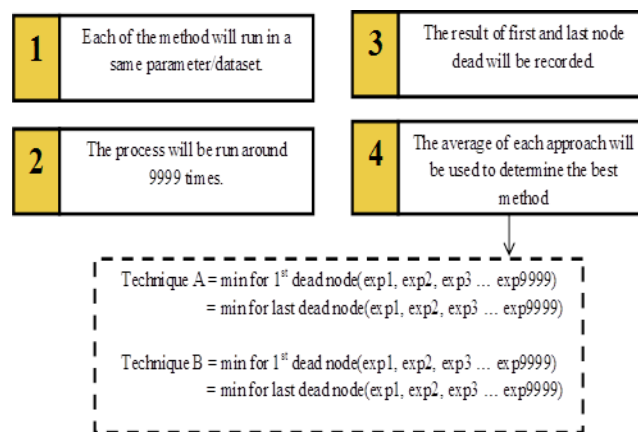 1
Each of the method will run in a
same parameter/dataset.
2
The process will be run around
9999 times.
3
The result of first and last node
dead will be recorded.
4
The average of each approach will
be used to determine the best
method
Technique A = min for 1st dead node(exp1, exp2, exp3 ... exp9999)
= min for last dead node(exp1, exp2, exp3 ... exp9999)
Technique B = min for 1st dead node(exp1, exp2, exp3 ... exp9999)
= min for last dead node(exp1, exp2, exp3 ... exp9999)